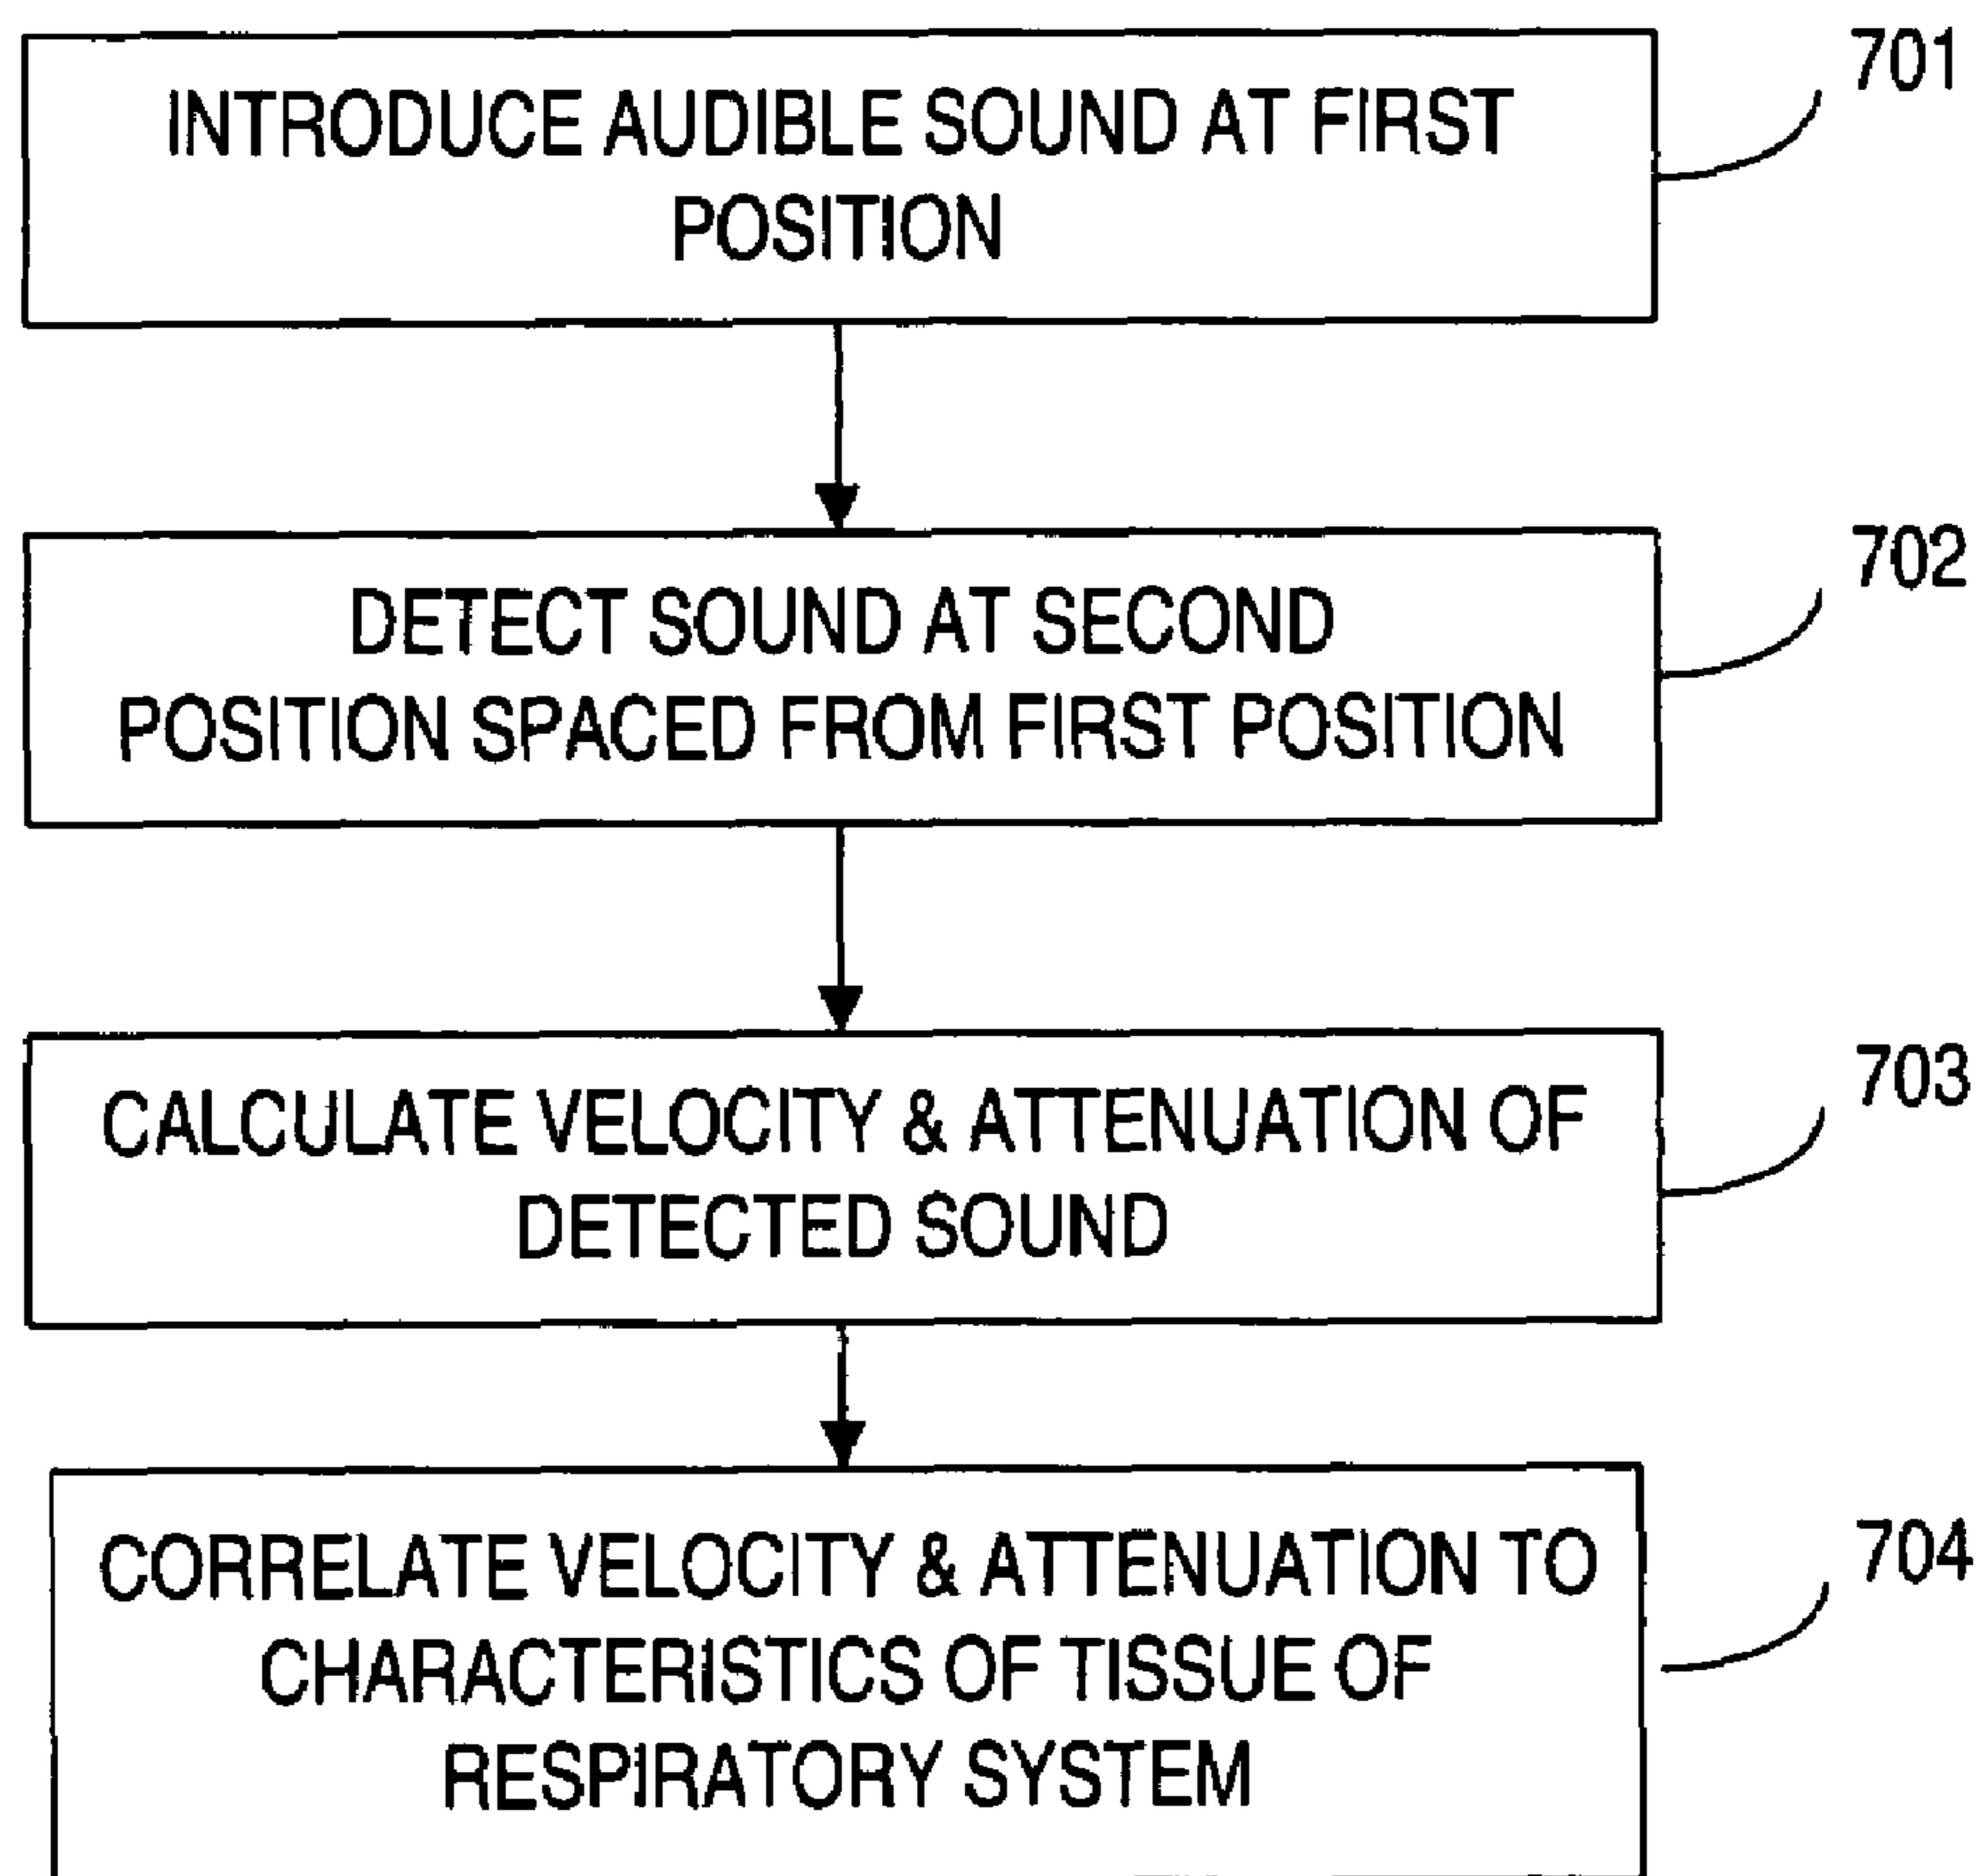 INTRODUCE AUDIBLE SOUND AT FIRST
POSITION
701
DETECT SOUND AT SECOND
POSITION SPACED FROM FIRST POSITION
702
CALCULATE VELOCITY & ATTENUATION OF
DETECTED SOUND
703
CORRELATE VELOCITY & ATTENUATION TO
CHARACTERISTICS OF TISSUE OF
RESPIRATORY SYSTEM
704